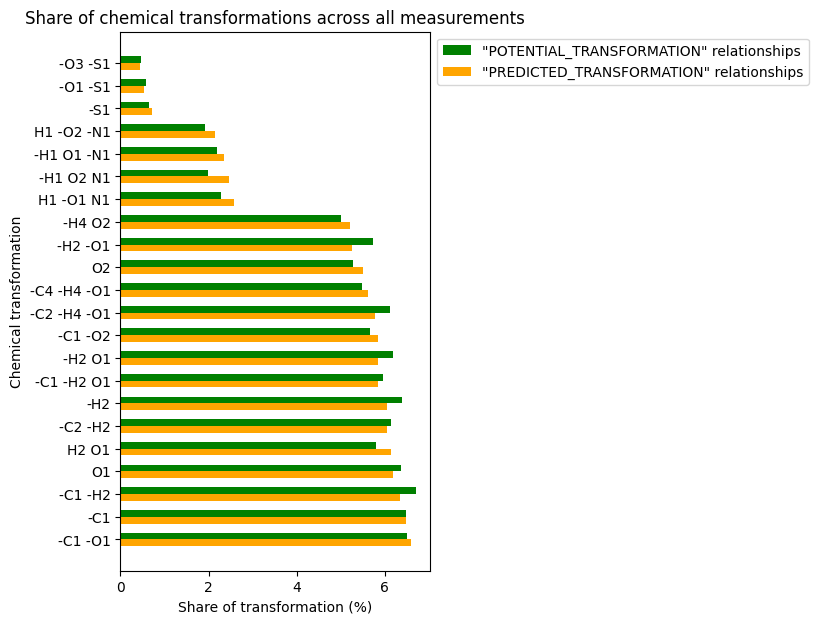 Share of chemical transformations across all measurements
"POTENTIAL_TRANSFORMATION" relationships
"PREDICTED_TRANSFORMATION" relationships
Chemical transformation
-O3 -S1
-O1 -S1
-S1
H1 -O2 -N1
-H1 O1 -N1
-H1 O2 N1
H1 -O1 N1
-H4 O2
-H2 -O1
O2
-C4 -H4 -O1
-C2 -H4 -O1
-C1 -O2
-H2 O1
-C1 -H2 O1
-H2
-C2 -H2
H2 O1
O1
-C1 -H2
-C1
-C1 -O1
0 2 4 6
Share of transformation (%)